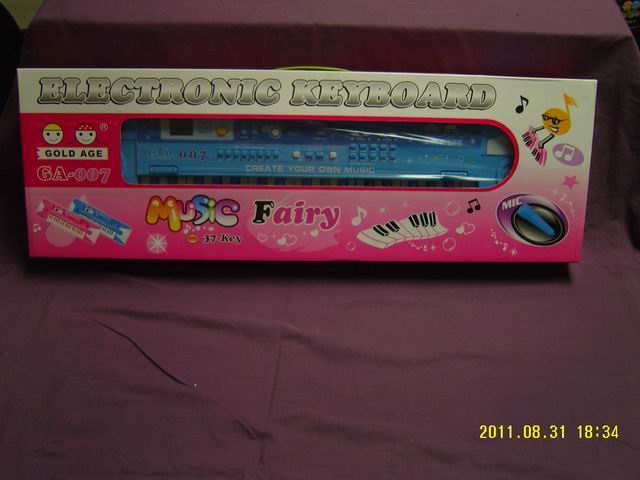 ELECTRONIC KEYBOARD
®
GOLD AGE
GA-007
GA-007
CREATE YOUR OWN MUSIC
Music Fairy
37-Key
MIC
2011.08.31 18:34